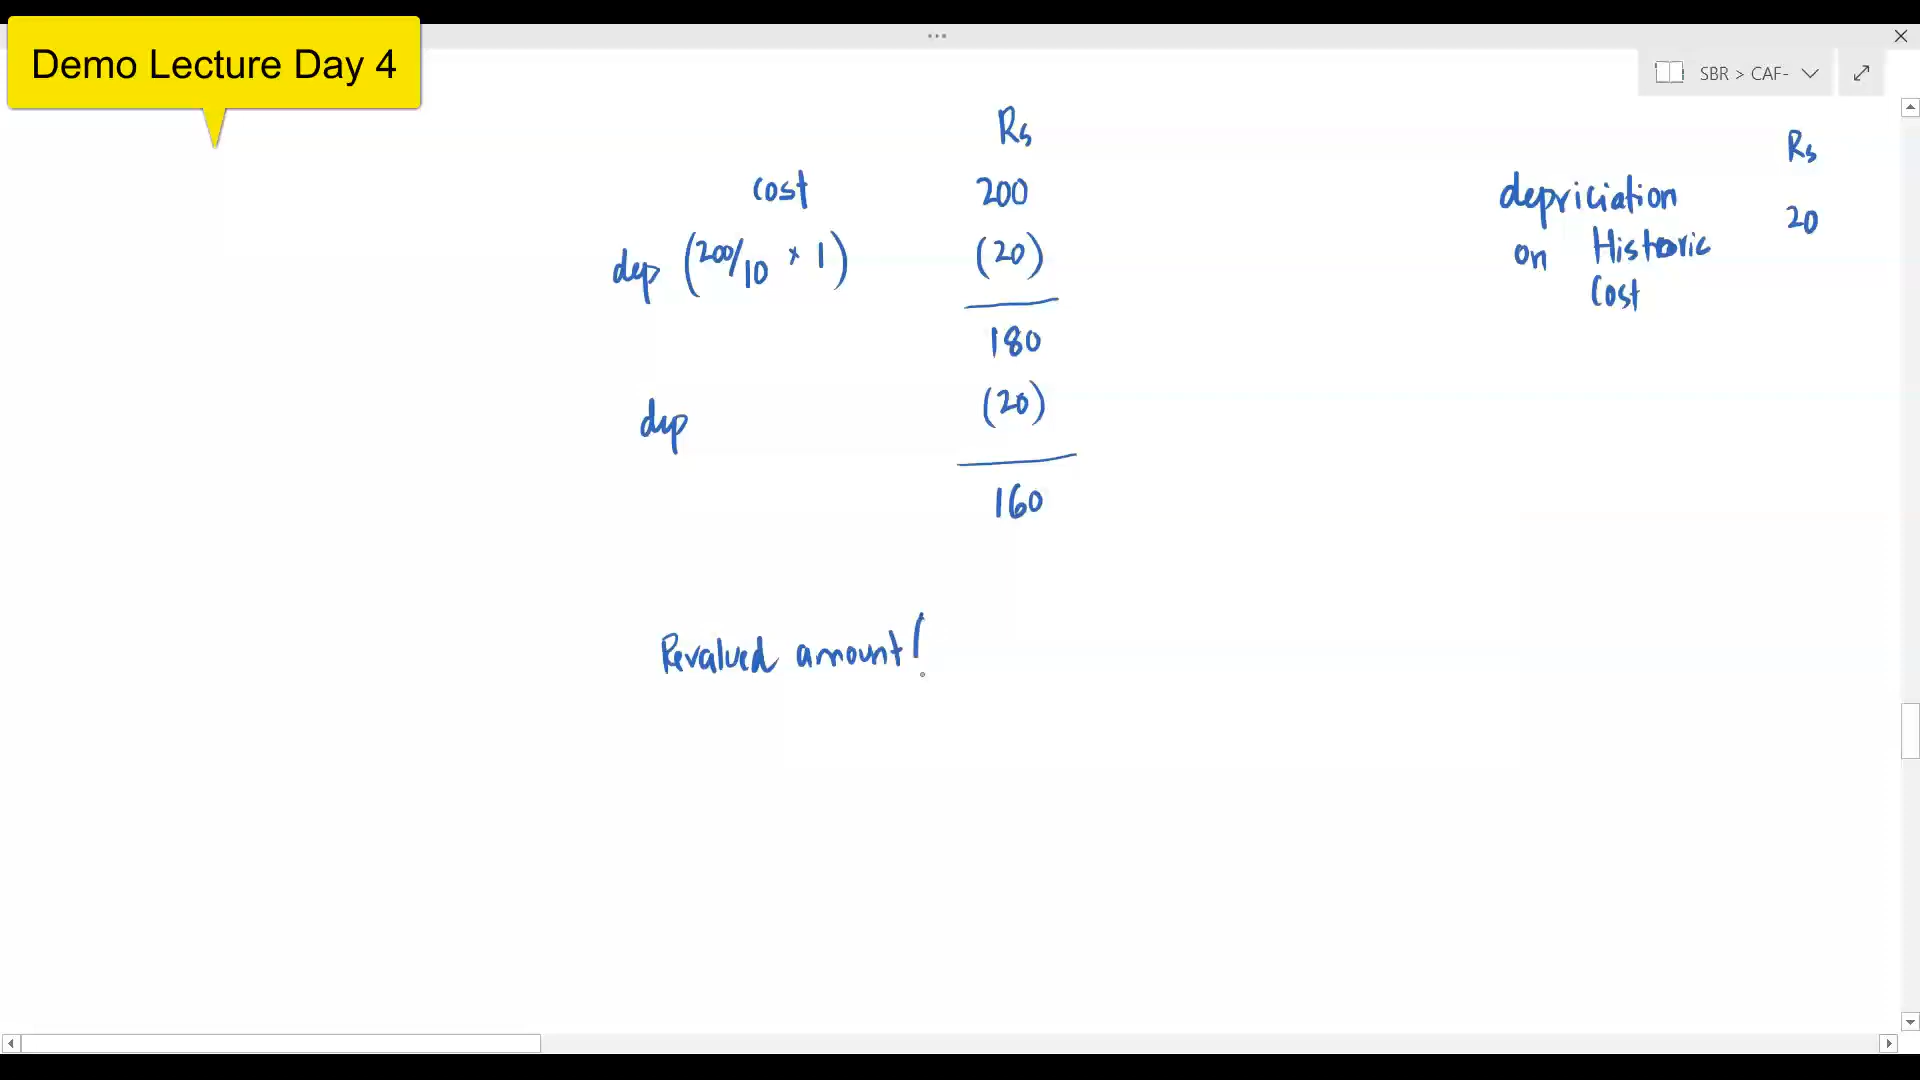 Demo Lecture Day 4
SBR > CAF-
Rs
cost 200
dep (200/10 × 1) (20)
180
dep (20)
160
Revalued amount (
Rs
depriciation 20
on Historic
Cost